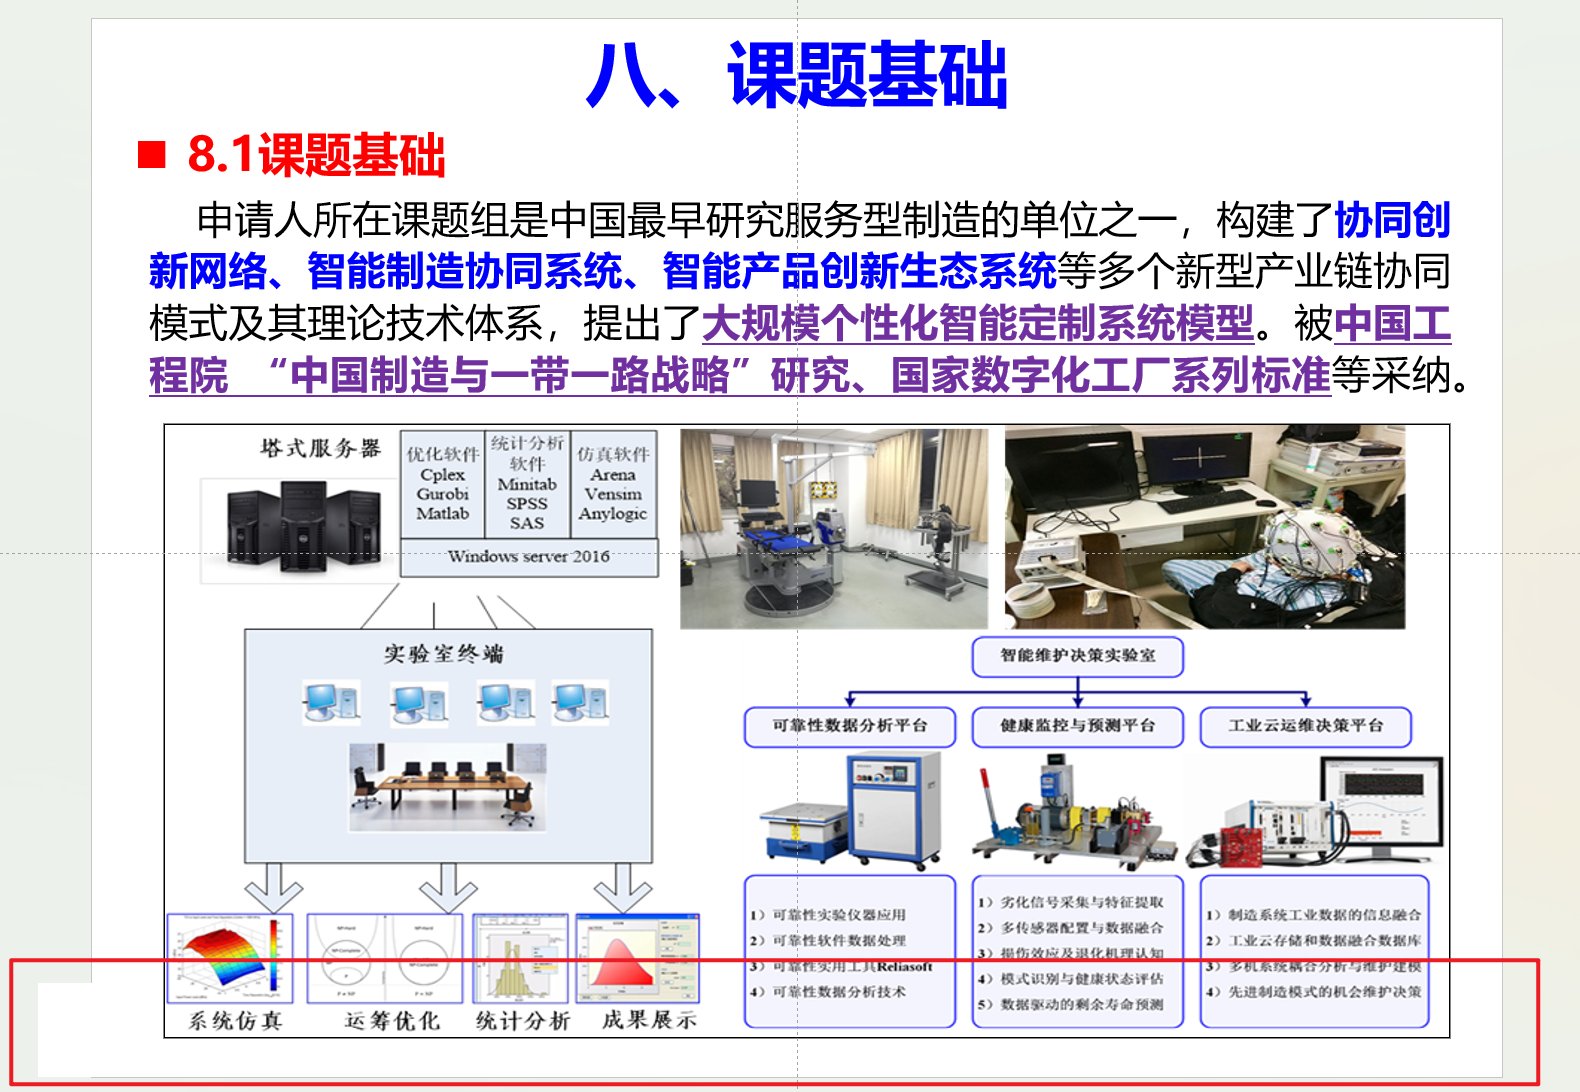 八、课题基础
8.1课题基础
申请人所在课题组是中国最早研究服务型制造的单位之一，构建了协同创
新网络、智能制造协同系统、智能产品创新生态系统等多个新型产业链协同
模式及其理论技术体系，提出了大规模个性化智能定制系统模型。被中国工
程院 “中国制造与一带一路战略”研究、国家数字化工厂系列标准等采纳。
塔式服务器
优化软件
Cplex
Gurobi
Matlab
统计分析
软件
Minitab
SPSS
SAS
仿真软件
Arena
Vensim
Anylogic
Windows server 2016
实验室终端
系统仿真
运筹优化
统计分析
成果展示
智能维护决策实验室
可靠性数据分析平台
健康监控与预测平台
工业云运维决策平台
1）可靠性实验仪器应用
2）可靠性软件数据处理
3）可靠性实用工具Reliasoft
4）可靠性数据分析技术
1）劣化信号采集与特征提取
2）多传感器配置与数据融合
3）损伤效应及退化机理认知
4）模式识别与健康状态评估
5）数据驱动的剩余寿命预测
1）制造系统工业数据的信息融合
2）工业云存储和数据融合数据库
3）多机系统耦合分析与维护建模
4）先进制造模式的机会维护决策